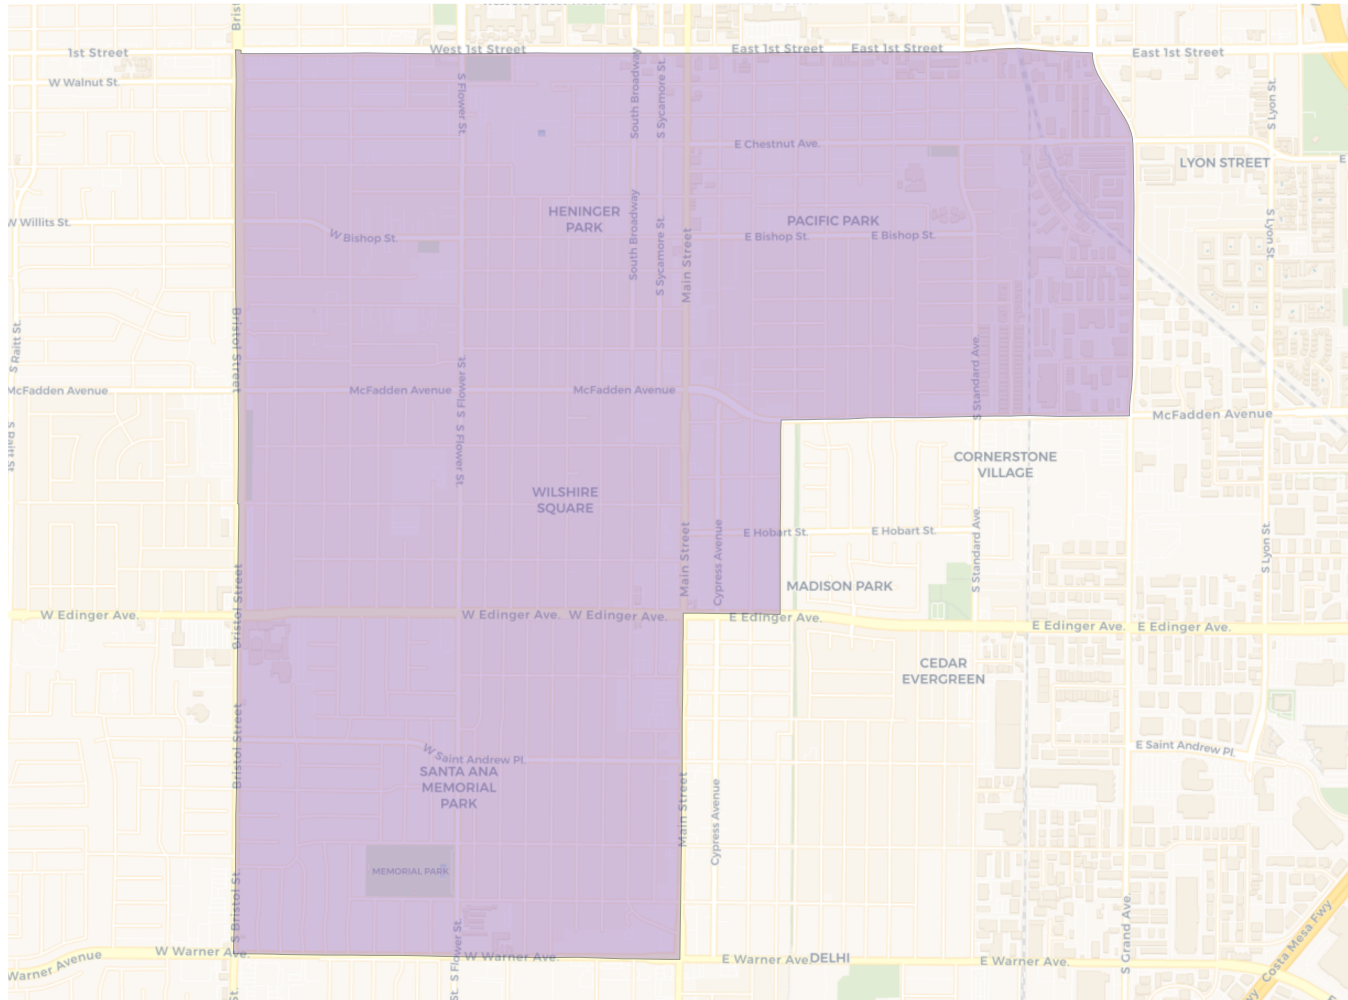 Brist
1st Street
West 1st Street
East 1st Street
East 1st Street
East 1st Street
W Walnut St.
S Flower St.
South Broadway
S Sycamore St.
S Lyon St.
E Chestnut Ave.
E
LYON STREET
W Willits St.
W Bishop St.
HENINGER
PARK
South Broadway
S Sycamore St.
Main Street
PACIFIC PARK
E Bishop St.
E Bishop St.
S Lyon St.
S Raitt St.
Bristol Street
S Flower St.
S Standard Ave.
McFadden Avenue
McFadden Avenue
McFadden Avenue
McFadden Avenue
S Raitt St.
S Flower St.
CORNERSTONE
VILLAGE
WILSHIRE
SQUARE
Main Street
Cypress Avenue
E Hobart St.
E Hobart St.
S Standard Ave.
S Lyon St.
Bristol Street
MADISON PARK
W Edinger Ave.
W Edinger Ave.
W Edinger Ave.
E Edinger Ave.
E Edinger Ave.
E Edinger Ave.
CEDAR
EVERGREEN
Bristol Street
W Saint Andrew Pl.
E Saint Andrew Pl.
SANTA ANA
MEMORIAL
PARK
Main Street
Cypress Avenue
MEMORIAL PARK
S Bristol St.
S Flower St.
S Grand Ave.
Costa Mesa Fwy
W Warner Ave.
W Warner Ave.
E Warner Ave.
DELHI
E Warner Ave.
Warner Avenue
St.
St.
wy